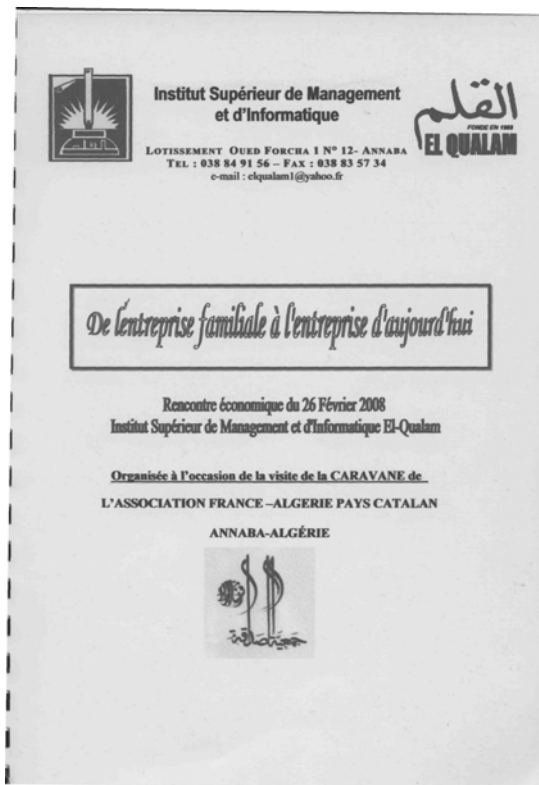 Institut Supérieur de Management
et d'Informatique
القلم
FONDE EN 1989
EL QUALAM
LOTISSEMENT OUED FORCHA 1 N° 12- ANNABA
TEL : 038 84 91 56 – FAX : 038 83 57 34
e-mail : elqualam1@yahoo.fr
De l'entreprise familiale à l'entreprise d'aujourd'hui
Rencontre économique du 26 Février 2008
Institut Supérieur de Management et d'Informatique El-Qualam
Organisée à l'occasion de la visite de la CARAVANE de
L'ASSOCIATION FRANCE –ALGERIE PAYS CATALAN
ANNABA-ALGÉRIE